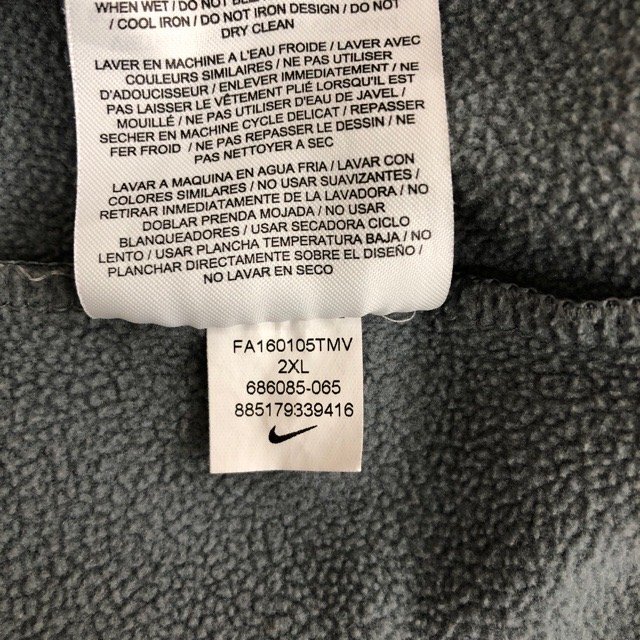 WHEN WET / DO NOT BLE
/ COOL IRON / DO NOT IRON DESIGN / DO NOT
DRY CLEAN
LAVER EN MACHINE A L'EAU FROIDE / LAVER AVEC
COULEURS SIMILAIRES / NE PAS UTILISER
D'ADOUCISSEUR / ENLEVER IMMEDIATEMENT / NE
PAS LAISSER LE VÊTEMENT PLIÉ LORSQU'IL EST
MOUILLÉ / NE PAS UTILISER D'EAU DE JAVEL /
SECHER EN MACHINE CYCLE DELICAT / REPASSER
FER FROID / NE PAS REPASSER LE DESSIN / NE
PAS NETTOYER A SEC
LAVAR A MAQUINA EN AGUA FRIA / LAVAR CON
COLORES SIMILARES / NO USAR SUAVIZANTES /
RETIRAR INMEDIATAMENTE DE LA LAVADORA / NO
DOBLAR PRENDA MOJADA / NO USAR
BLANQUEADORES / USAR SECADORA CICLO
LENTO / USAR PLANCHA TEMPERATURA BAJA / NO
PLANCHAR DIRECTAMENTE SOBRE EL DISEÑO /
NO LAVAR EN SECO
FA160105TMV
2XL
686085-065
885179339416